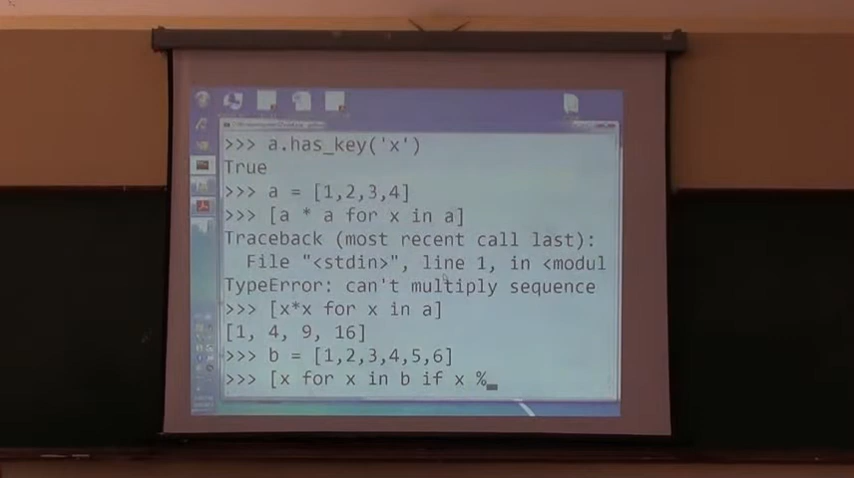 >>> a.has_key('x')
True
>>> a = [1,2,3,4]
>>> [a * a for x in a]
Traceback (most recent call last):
File "<stdin>", line 1, in <modul
TypeError: can't multiply sequence
>>> [x*x for x in a]
[1, 4, 9, 16]
>>> b = [1,2,3,4,5,6]
>>> [x for x in b if x %_